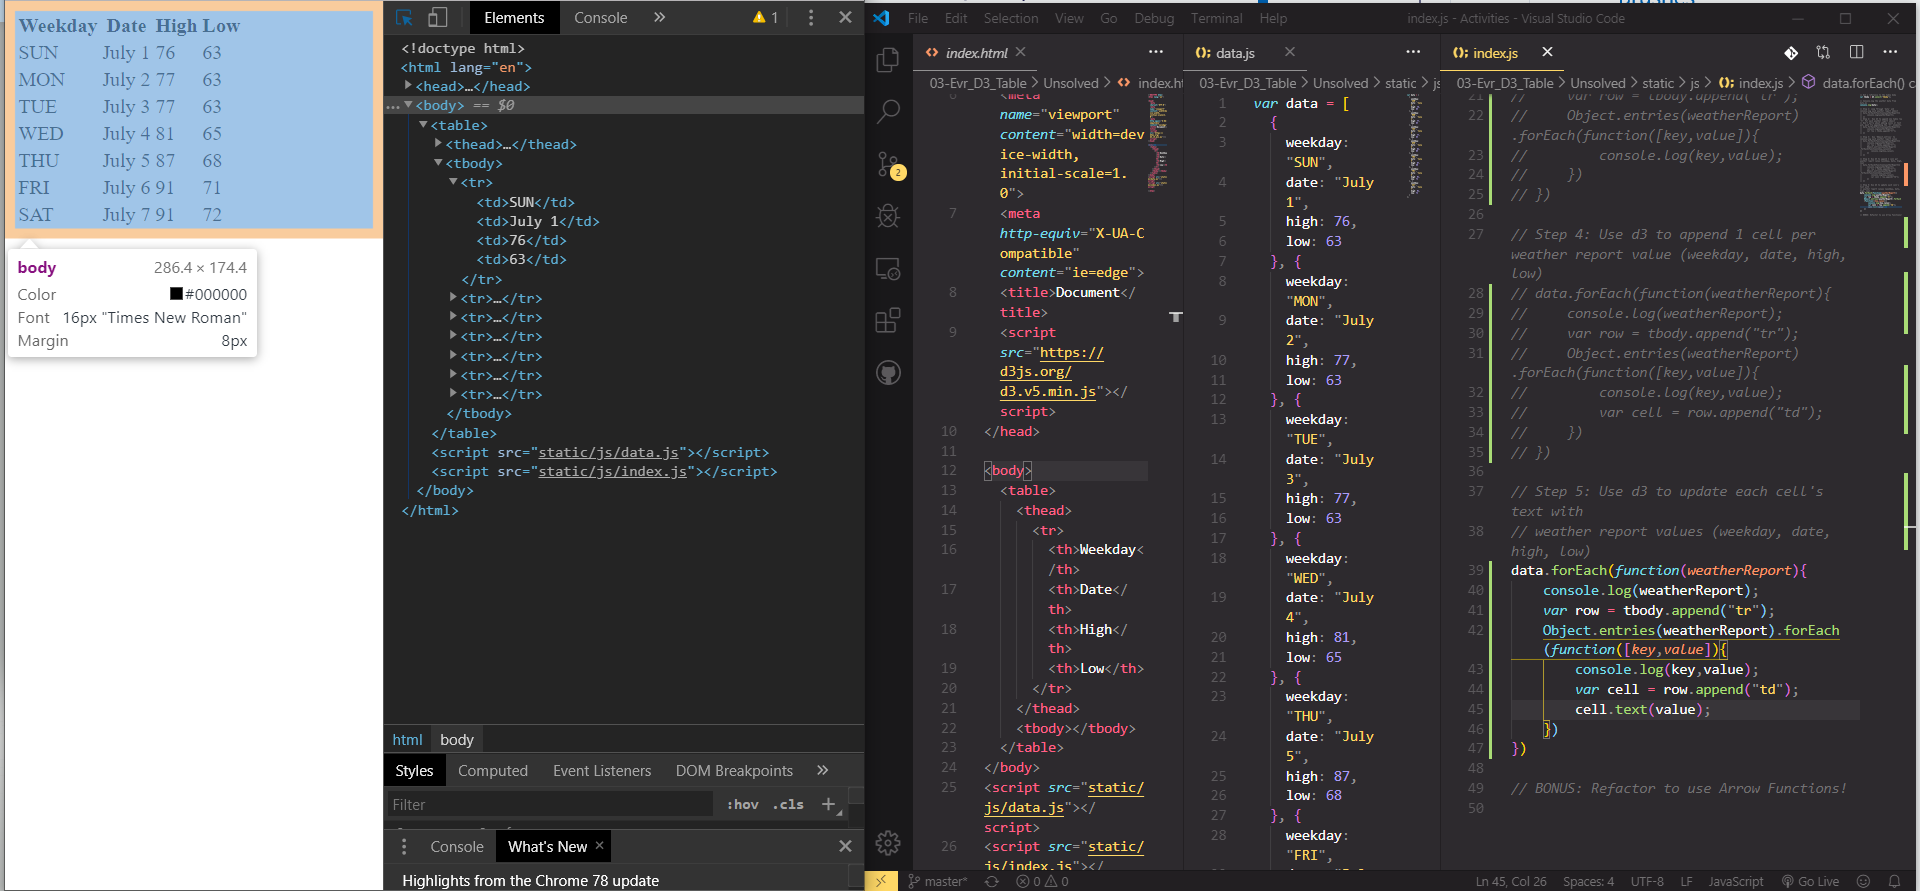 Weekday Date High Low
SUN July 1 76 63
MON July 2 77 63
TUE July 3 77 63
WED July 4 81 65
THU July 5 87 68
FRI July 6 91 71
SAT July 7 91 72
body 286.4 × 174.4
Color #000000
Font 16px "Times New Roman"
Margin 8px
Elements Console » 1
<!doctype html>
<html lang="en">
<head>…</head>
… <body> == $0
<table>
<thead>…</thead>
<tbody>
<tr>
<td>SUN</td>
<td>July 1</td>
<td>76</td>
<td>63</td>
</tr>
<tr>…</tr>
<tr>…</tr>
<tr>…</tr>
<tr>…</tr>
<tr>…</tr>
<tr>…</tr>
</tbody>
</table>
<script src="static/js/data.js"></script>
<script src="static/js/index.js"></script>
</body>
</html>
html body
Styles Computed Event Listeners DOM Breakpoints »
Filter :hov .cls +
Console What's New ×
Highlights from the Chrome 78 update
File Edit Selection View Go Debug Terminal Help index.js - Activities - Visual Studio Code
2
index.html
03-Evr_D3_Table > Unsolved > index.h
<meta
name="viewport"
content="width=dev
ice-width,
initial-scale=1.
0">
7 <meta
http-equiv="X-UA-C
ompatible"
content="ie=edge">
8 <title>Document</
title>
9 <script
src="https://
d3js.org/
d3.v5.min.js"></
script>
10 </head>
11
12 <body>
13 <table>
14 <thead>
15 <tr>
16 <th>Weekday<
/th>
17 <th>Date</
th>
18 <th>High</
th>
19 <th>Low</th>
20 </tr>
21 </thead>
22 <tbody></tbody>
23 </table>
24 </body>
25 <script src="static/
js/data.js"></
script>
26 <script src="static/
js/index.js"></
data.js
03-Evr_D3_Table > Unsolved > static > js
1 var data = [
2 {
3 weekday:
"SUN",
4 date: "July
1",
5 high: 76,
6 low: 63
7 }, {
8 weekday:
"MON",
9 date: "July
2",
10 high: 77,
11 low: 63
12 }, {
13 weekday:
"TUE",
14 date: "July
3",
15 high: 77,
16 low: 63
17 }, {
18 weekday:
"WED",
19 date: "July
4",
20 high: 81,
21 low: 65
22 }, {
23 weekday:
"THU",
24 date: "July
5",
25 high: 87,
26 low: 68
27 }, {
28 weekday:
"FRI",
index.js
03-Evr_D3_Table > Unsolved > static > js > index.js > data.forEach() c
21 // var row = tbody.append("tr");
22 // Object.entries(weatherReport)
.forEach(function([key,value]){
23 // console.log(key,value);
24 // })
25 // })
26
27 // Step 4: Use d3 to append 1 cell per
weather report value (weekday, date, high,
low)
28 // data.forEach(function(weatherReport){
29 // console.log(weatherReport);
30 // var row = tbody.append("tr");
31 // Object.entries(weatherReport)
.forEach(function([key,value]){
32 // console.log(key,value);
33 // var cell = row.append("td");
34 // })
35 // })
36
37 // Step 5: Use d3 to update each cell's
text with
38 // weather report values (weekday, date,
high, low)
39 data.forEach(function(weatherReport){
40 console.log(weatherReport);
41 var row = tbody.append("tr");
42 Object.entries(weatherReport).forEach
(function([key,value]){
43 console.log(key,value);
44 var cell = row.append("td");
45 cell.text(value);
46 })
47 })
48
49 // BONUS: Refactor to use Arrow Functions!
50
master* 0 0 Ln 45, Col 26 Spaces: 4 UTF-8 LF JavaScript Go Live